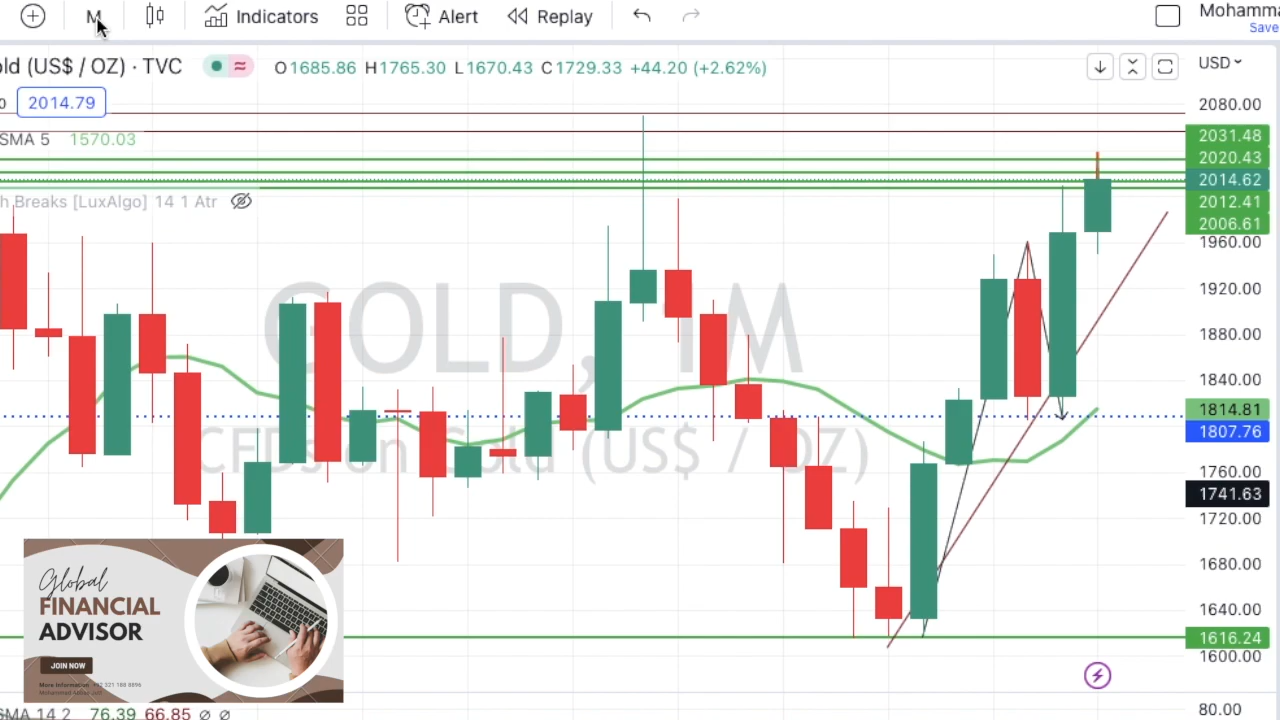 M Indicators Alert Replay Mohamma
Save
old (US$ / OZ) · TVC O1685.86 H1765.30 L1670.43 C1729.33 +44.20 (+2.62%) USD
0 2014.79
2080.00
SMA 5 1570.03
2031.48
2020.43
2014.62
h Breaks [LuxAlgo] 14 1 Atr
2012.41
2006.61
1960.00
1920.00
GOLD, 1M
1880.00
1840.00
1814.81
1807.76
CFDs on Gold (US$ / OZ)
1760.00
1741.63
1720.00
1680.00
Global
FINANCIAL
ADVISOR
1640.00
1616.24
1600.00
JOIN NOW
More Information
80.00
SMA 14 2 76.39 66.85 ∅ ∅